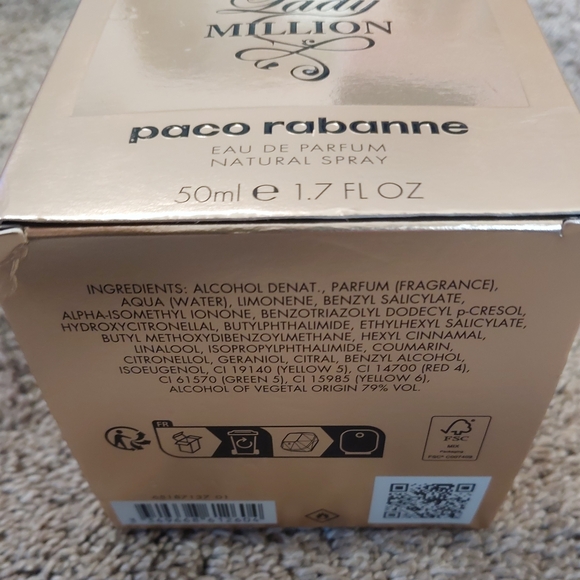 Lady
MILLION
paco rabanne
EAU DE PARFUM
NATURAL SPRAY
50ml e 1.7 FL OZ
INGREDIENTS: ALCOHOL DENAT., PARFUM (FRAGRANCE),
AQUA (WATER), LIMONENE, BENZYL SALICYLATE,
ALPHA-ISOMETHYL IONONE, BENZOTRIAZOLYL DODECYL p-CRESOL,
HYDROXYCITRONELLAL, BUTYLPHTHALIMIDE, ETHYLHEXYL SALICYLATE,
BUTYL METHOXYDIBENZOYLMETHANE, HEXYL CINNAMAL,
LINALOOL, ISOPROPYLPHTHALIMIDE, COUMARIN,
CITRONELLOL, GERANIOL, CITRAL, BENZYL ALCOHOL,
ISOEUGENOL, CI 19140 (YELLOW 5), CI 14700 (RED 4),
CI 61570 (GREEN 5), CI 15985 (YELLOW 6),
ALCOHOL OF VEGETAL ORIGIN 79% VOL.
FR
FSC
MIX